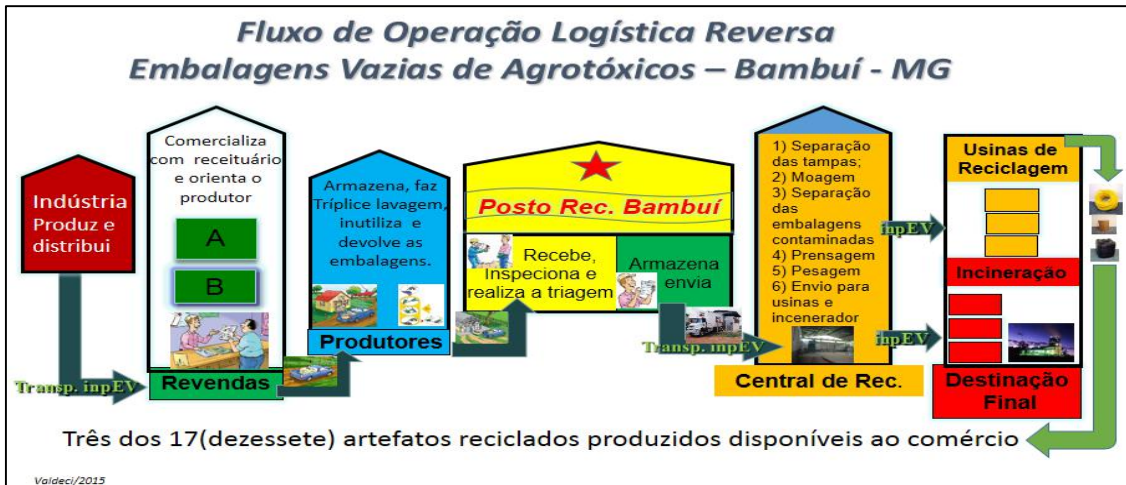 Fluxo de Operação Logística Reversa
Embalagens Vazias de Agrotóxicos – Bambuí - MG
Indústria
Produz e
distribui
Transp. inpEV
Comercializa
com receituário
e orienta o
produtor
A
B
Revendas
Armazena, faz
Tríplice lavagem,
inutiliza e
devolve as
embalagens.
Produtores
Posto Rec. Bambuí
Recebe,
Inspeciona e
realiza a triagem
Armazena
envia
Transp. inpEV
1) Separação
das tampas;
2) Moagem
3) Separação
das
embalagens
contaminadas
4) Prensagem
5) Pesagem
6) Envio para
usinas e
incenerador
Central de Rec.
inpEV
inpEV
Usinas de
Reciclagem
Incineração
Destinação
Final
Três dos 17(dezessete) artefatos reciclados produzidos disponíveis ao comércio
Valdeci/2015